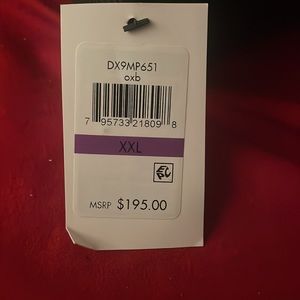 DX9MP651
oxb
7 95733 21809 8
XXL
MSRP $195.00